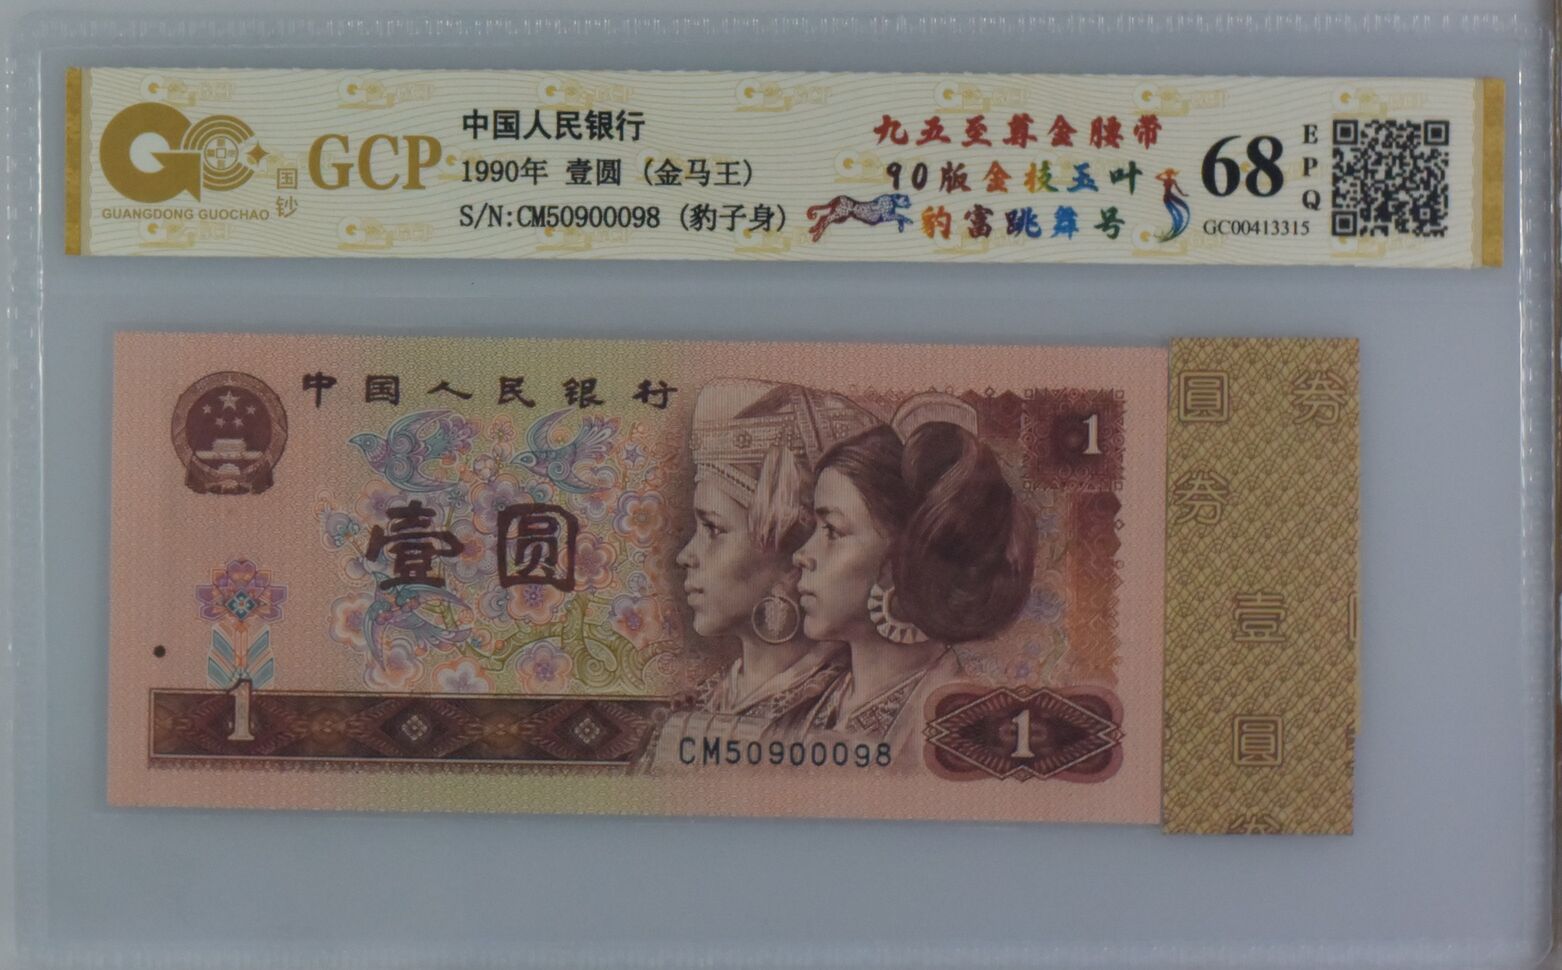 国钞
GCP
GUANGDONG GUOCHAO
中国人民银行
1990年 壹圆 (金马王)
S/N:CM50900098 (豹子身)
九五至尊金腰带
90版金枝玉叶
豹富跳舞号
68
EPQ
GC00413315
中国人民银行
1
壹圆
1
CM50900098
1
圆 券
券
壹
圆
券